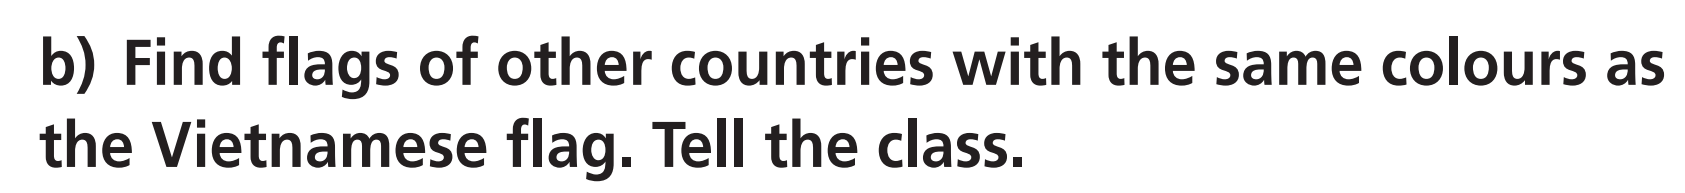 b) Find flags of other countries with the same colours as
the Vietnamese flag. Tell the class.